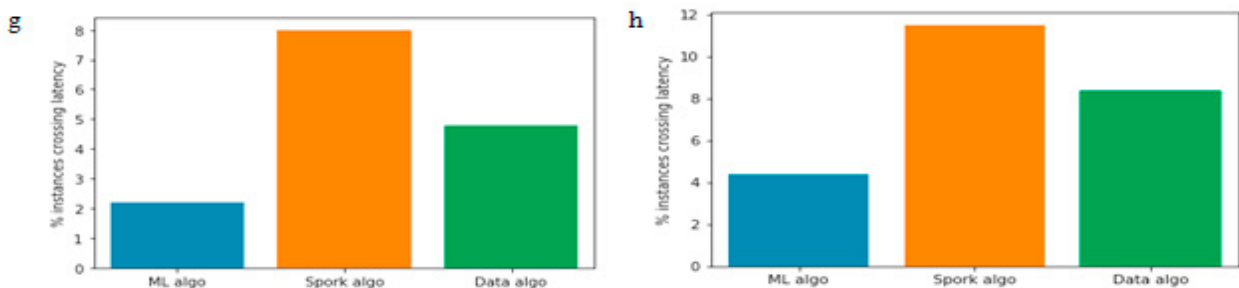 g
% instances crossing latency
8
7
6
5
4
3
2
1
0
ML algo Spork algo Data algo
h
% instances crossing latency
12
10
8
6
4
2
0
ML algo Spork algo Data algo